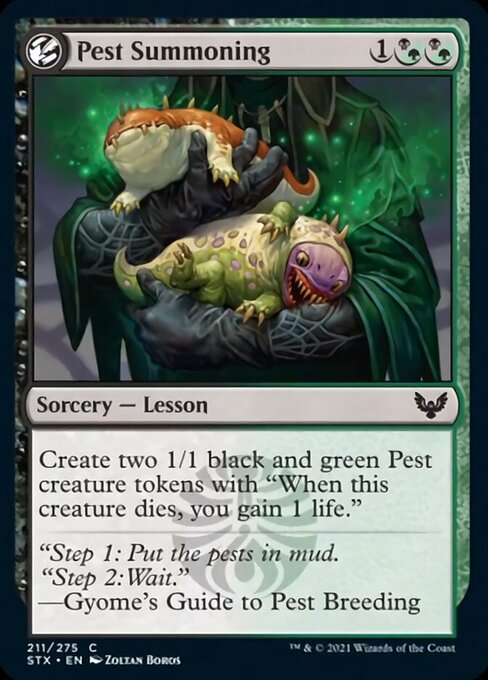 Pest Summoning 1
Sorcery — Lesson
Create two 1/1 black and green Pest
creature tokens with “When this
creature dies, you gain 1 life.”
“Step 1: Put the pests in mud.
“Step 2:Wait.”
—Gyome’s Guide to Pest Breeding
211/275 C
STX • EN Zoltan Boros
™ & © 2021 Wizards of the Coast